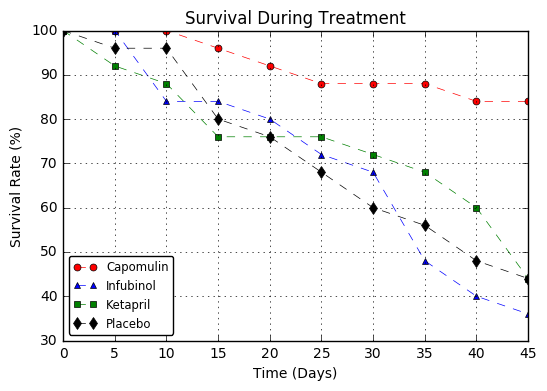 Survival During Treatment
100
90
80
70
60
50
40
30
Survival Rate (%)
Capomulin
Infubinol
Ketapril
Placebo
0 5 10 15 20 25 30 35 40 45
Time (Days)